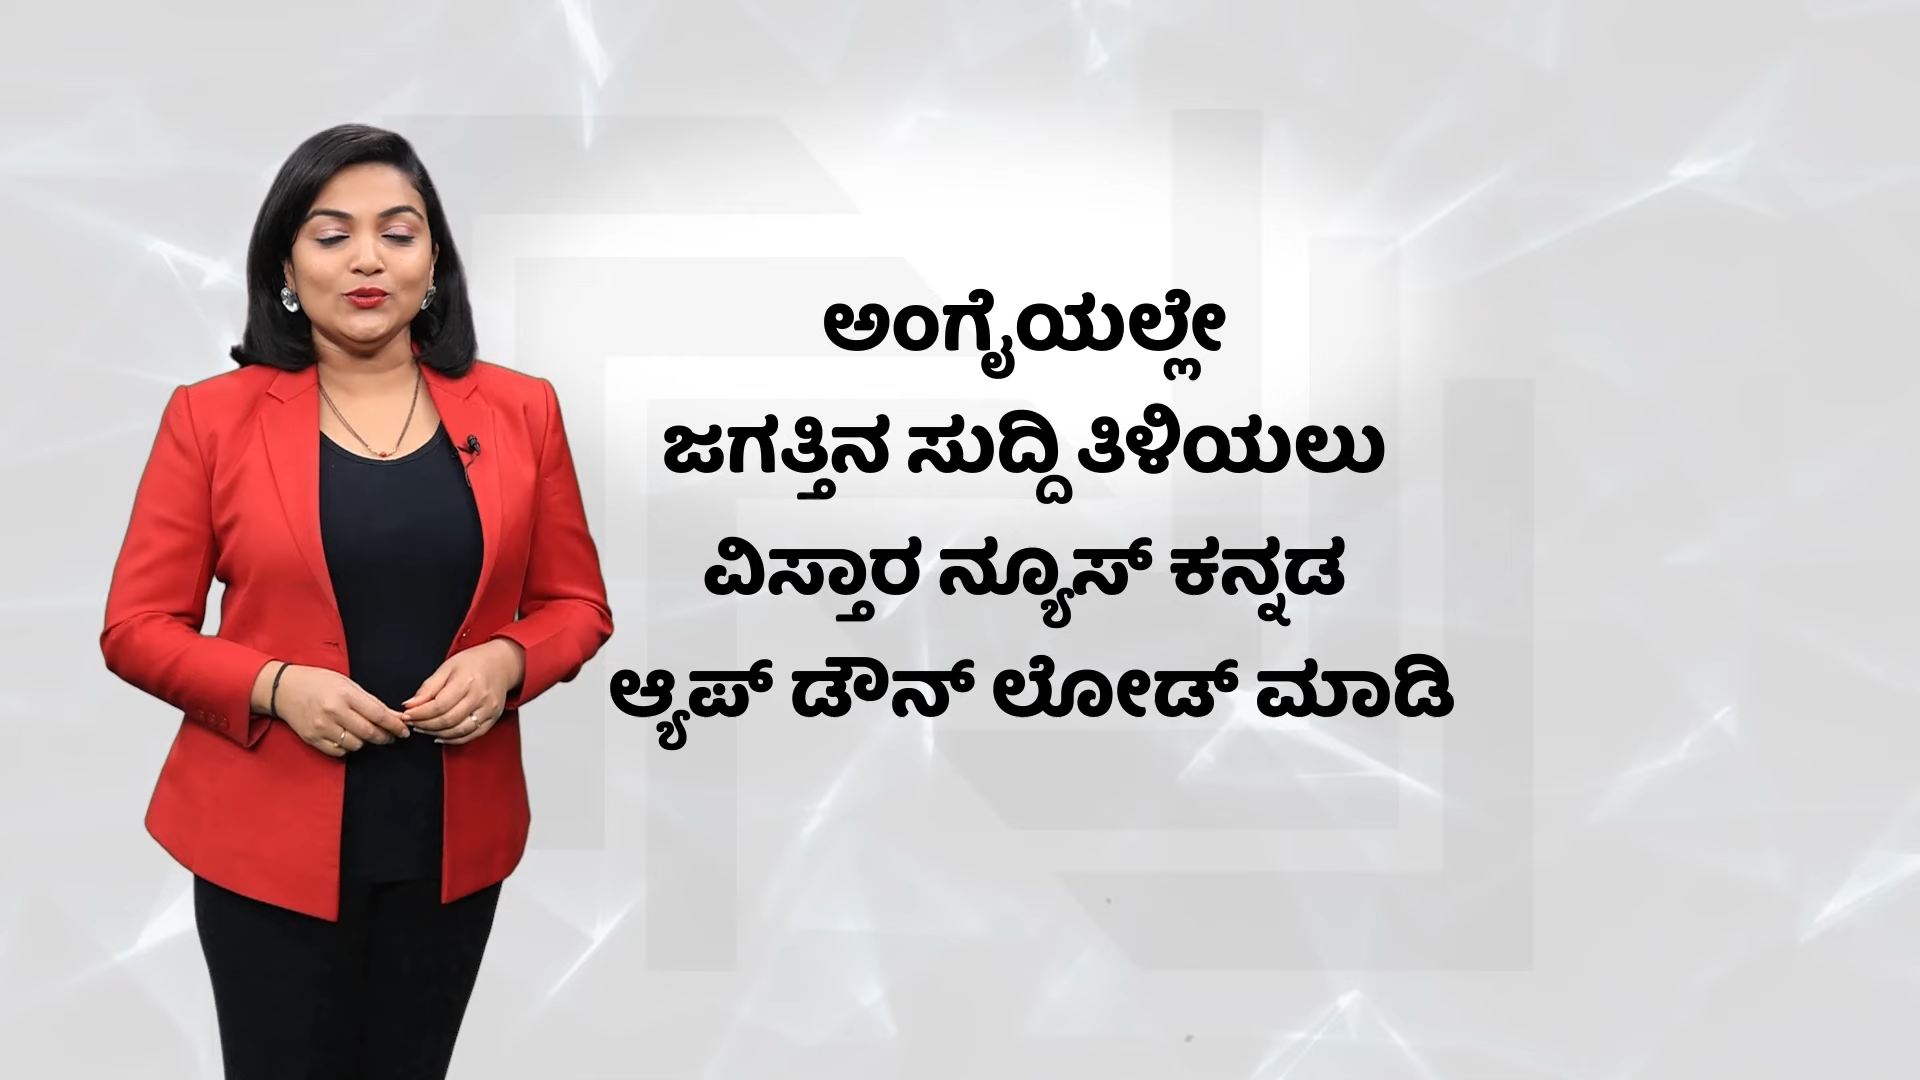 ಅಂಗೈಯಲ್ಲೇ
ಜಗತ್ತಿನ ಸುದ್ದಿ ತಿಳಿಯಲು
ವಿಸ್ತಾರ ನ್ಯೂಸ್ ಕನ್ನಡ
ಆ್ಯಪ್ ಡೌನ್ ಲೋಡ್ ಮಾಡಿ